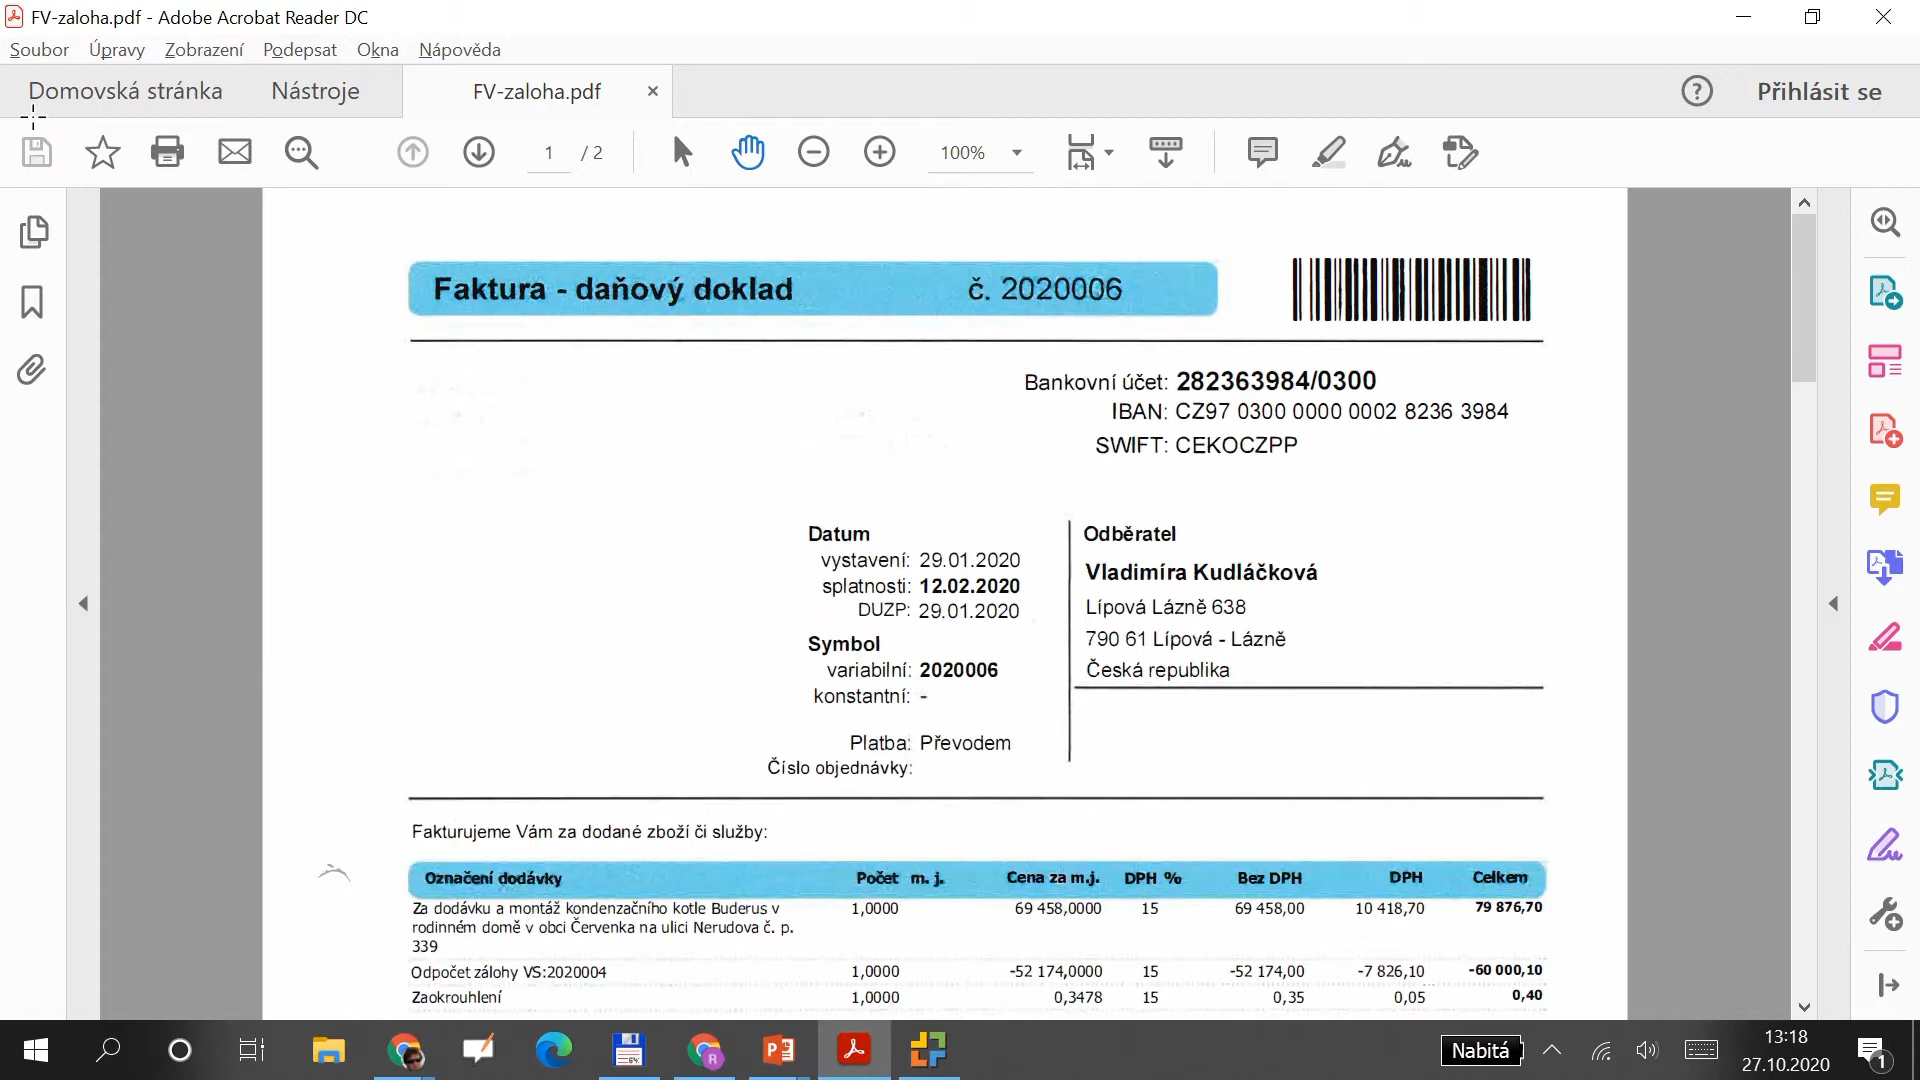 FV-zaloha.pdf - Adobe Acrobat Reader DC
Soubor Úpravy Zobrazení Podepsat Okna Nápověda
Domovská stránka Nástroje FV-zaloha.pdf Přihlásit se
1 / 2 100%
Faktura - daňový doklad č. 2020006
Bankovní účet: 282363984/0300
IBAN: CZ97 0300 0000 0002 8236 3984
SWIFT: CEKOCZPP
Datum
vystavení: 29.01.2020
splatnosti: 12.02.2020
DUZP: 29.01.2020
Symbol
variabilní: 2020006
konstantní: -
Platba: Převodem
Číslo objednávky:
Odběratel
Vladimíra Kudláčková
Lípová Lázně 638
790 61 Lípová - Lázně
Česká republika
Fakturujeme Vám za dodané zboží či služby:
Označení dodávky Počet m. j. Cena za m.j. DPH % Bez DPH DPH Celkem
Za dodávku a montáž kondenzačního kotle Buderus v 1,0000 69 458,0000 15 69 458,00 10 418,70 79 876,70
rodinném domě v obci Červenka na ulici Nerudova č. p.
339
Odpočet zálohy VS:2020004 1,0000 -52 174,0000 15 -52 174,00 -7 826,10 -60 000,10
Zaokrouhlení 1,0000 0,3478 15 0,35 0,05 0,40
Nabitá
13:18
27.10.2020
1